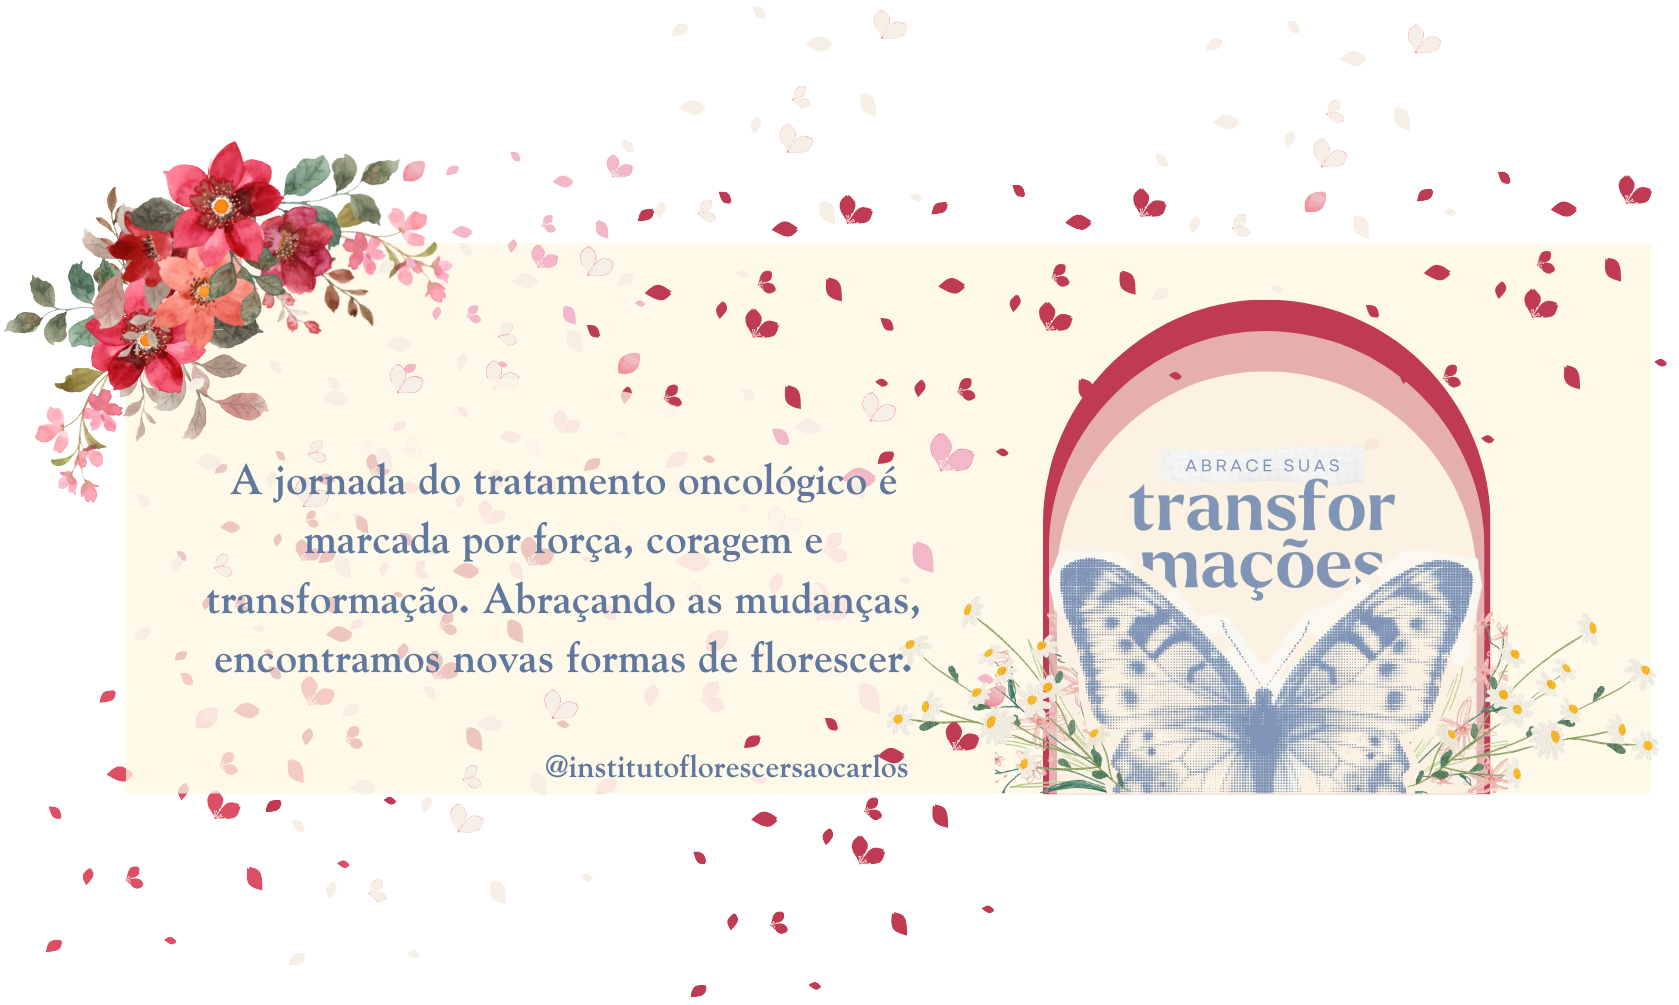 A jornada do tratamento oncológico é
marcada por força, coragem e
transformação. Abraçando as mudanças,
encontramos novas formas de florescer.
@institutoflorescersaocarlos
ABRACE SUAS
transfor
mações